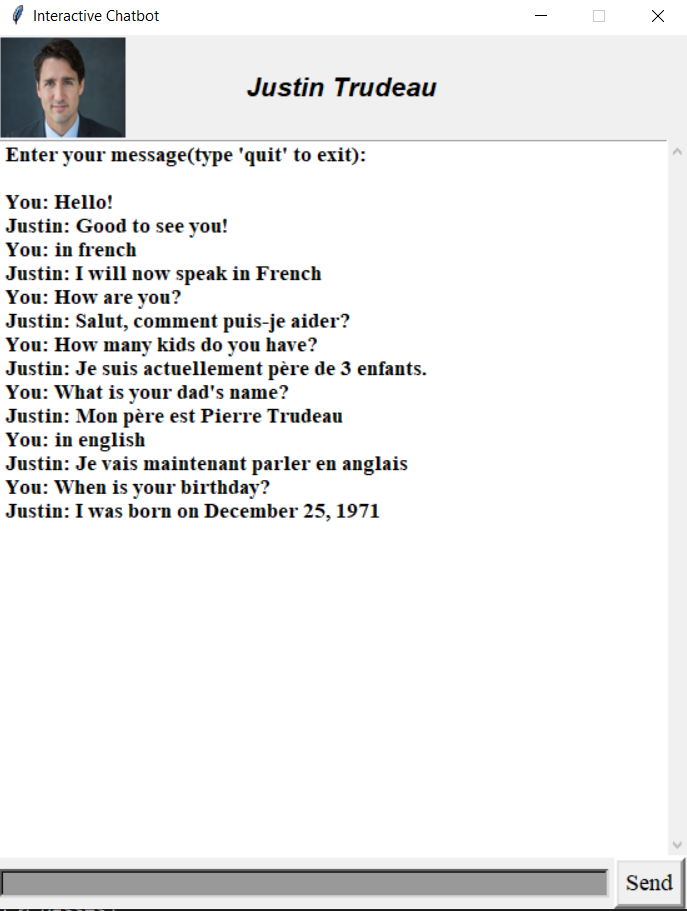 Interactive Chatbot
Justin Trudeau
Enter your message(type 'quit' to exit):
You: Hello!
Justin: Good to see you!
You: in french
Justin: I will now speak in French
You: How are you?
Justin: Salut, comment puis-je aider?
You: How many kids do you have?
Justin: Je suis actuellement père de 3 enfants.
You: What is your dad's name?
Justin: Mon père est Pierre Trudeau
You: in english
Justin: Je vais maintenant parler en anglais
You: When is your birthday?
Justin: I was born on December 25, 1971
Send